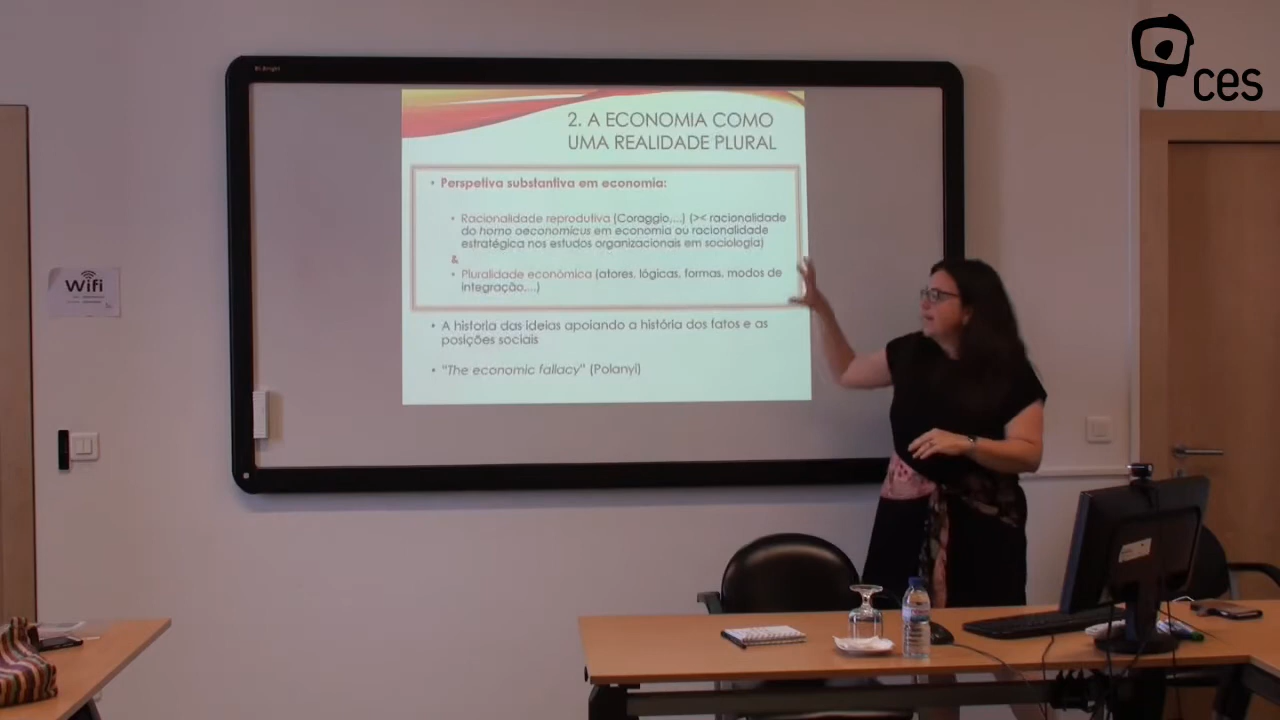 ces
2. A ECONOMIA COMO
UMA REALIDADE PLURAL
• Perspetiva substantiva em economia:
• Racionalidade reprodutiva (Coraggio,...) (>< racionalidade
do homo oeconomicus em economia ou racionalidade
estratégica nos estudos organizacionais em sociologia)
&
• Pluralidade económica (atores, lógicas, formas, modos de
integração,...)
• A historia das ideias apoiando a história dos fatos e as
posições sociais
• "The economic fallacy" (Polanyi)
Wifi